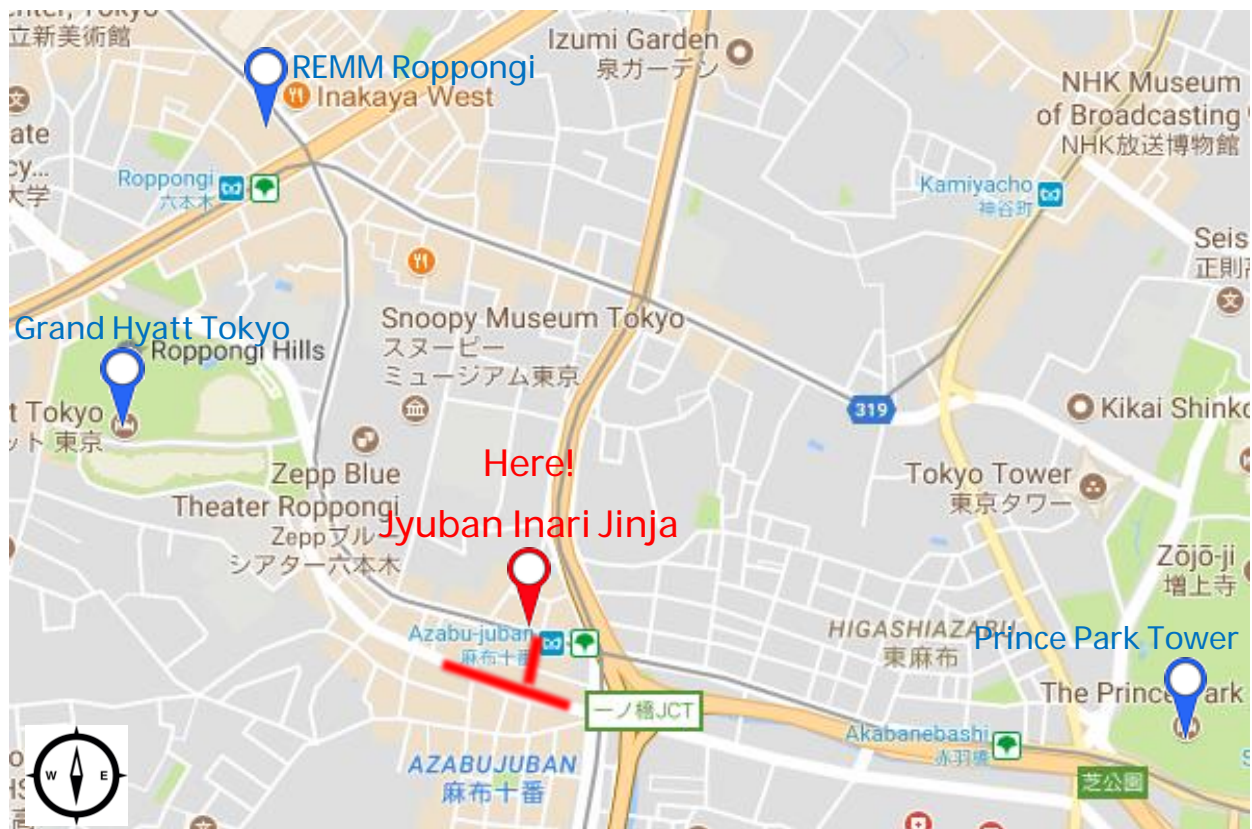 立新美術館
REMM Roppongi
Inakaya West
Izumi Garden
泉ガーデン
NHK Museum
of Broadcasting
NHK放送博物館
ate
cy...
大学
Roppongi
六本木
Kamiyacho
神谷町
Seis
正則
Grand Hyatt Tokyo
Roppongi Hills
Snoopy Museum Tokyo
スヌーピー
ミュージアム東京
t Tokyo
ット 東京
319
Kikai Shinko
Here!
Zepp Blue
Theater Roppongi
Zeppブルー
シアター六本木
Jyuban Inari Jinja
Tokyo Tower
東京タワー
Zōjō-ji
増上寺
Azabu-juban
麻布十番
HIGASHIAZABU
東麻布
Prince Park Tower
The Prince Park
一ノ橋JCT
Akabanebashi
赤羽橋
AZABUJUBAN
麻布十番
芝公園
W E